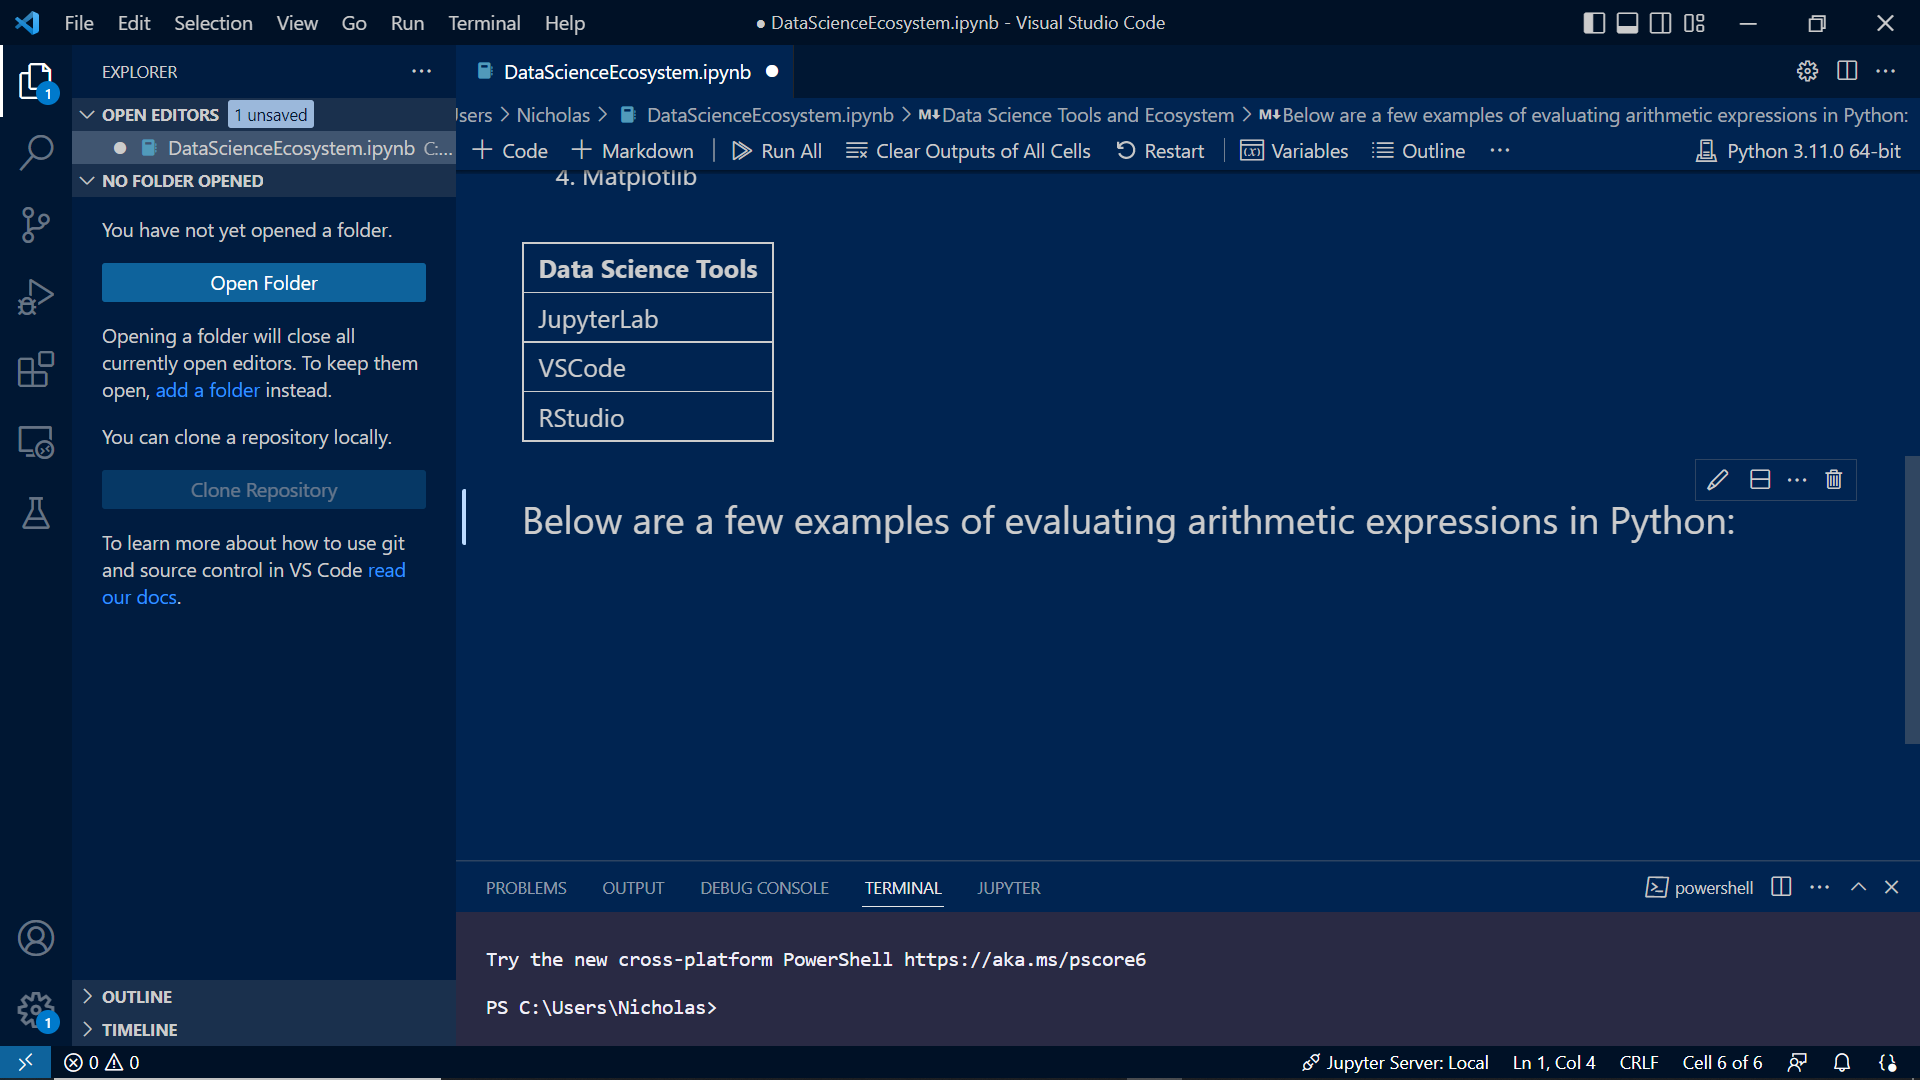 File Edit Selection View Go Run Terminal Help
● DataScienceEcosystem.ipynb - Visual Studio Code
EXPLORER
OPEN EDITORS 1 unsaved
DataScienceEcosystem.ipynb C:...
NO FOLDER OPENED
You have not yet opened a folder.
Open Folder
Opening a folder will close all
currently open editors. To keep them
open, add a folder instead.
You can clone a repository locally.
Clone Repository
To learn more about how to use git
and source control in VS Code read
our docs.
OUTLINE
TIMELINE
1
1
DataScienceEcosystem.ipynb
sers > Nicholas > DataScienceEcosystem.ipynb > M↓Data Science Tools and Ecosystem > M↓Below are a few examples of evaluating arithmetic expressions in Python:
+ Code + Markdown | Run All Clear Outputs of All Cells Restart | Variables Outline ... Python 3.11.0 64-bit
4. Matplotlib
Data Science Tools
JupyterLab
VSCode
RStudio
Below are a few examples of evaluating arithmetic expressions in Python:
PROBLEMS OUTPUT DEBUG CONSOLE TERMINAL JUPYTER
powershell
Try the new cross-platform PowerShell https://aka.ms/pscore6
PS C:\Users\Nicholas>
0 0
Jupyter Server: Local Ln 1, Col 4 CRLF Cell 6 of 6